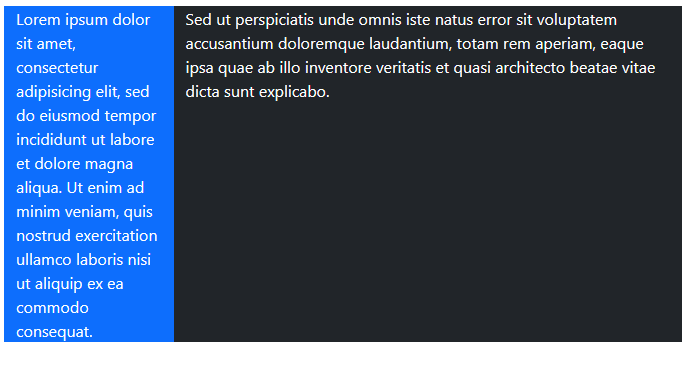 Lorem ipsum dolor
sit amet,
consectetur
adipisicing elit, sed
do eiusmod tempor
incididunt ut labore
et dolore magna
aliqua. Ut enim ad
minim veniam, quis
nostrud exercitation
ullamco laboris nisi
ut aliquip ex ea
commodo
consequat.
Sed ut perspiciatis unde omnis iste natus error sit voluptatem
accusantium doloremque laudantium, totam rem aperiam, eaque
ipsa quae ab illo inventore veritatis et quasi architecto beatae vitae
dicta sunt explicabo.